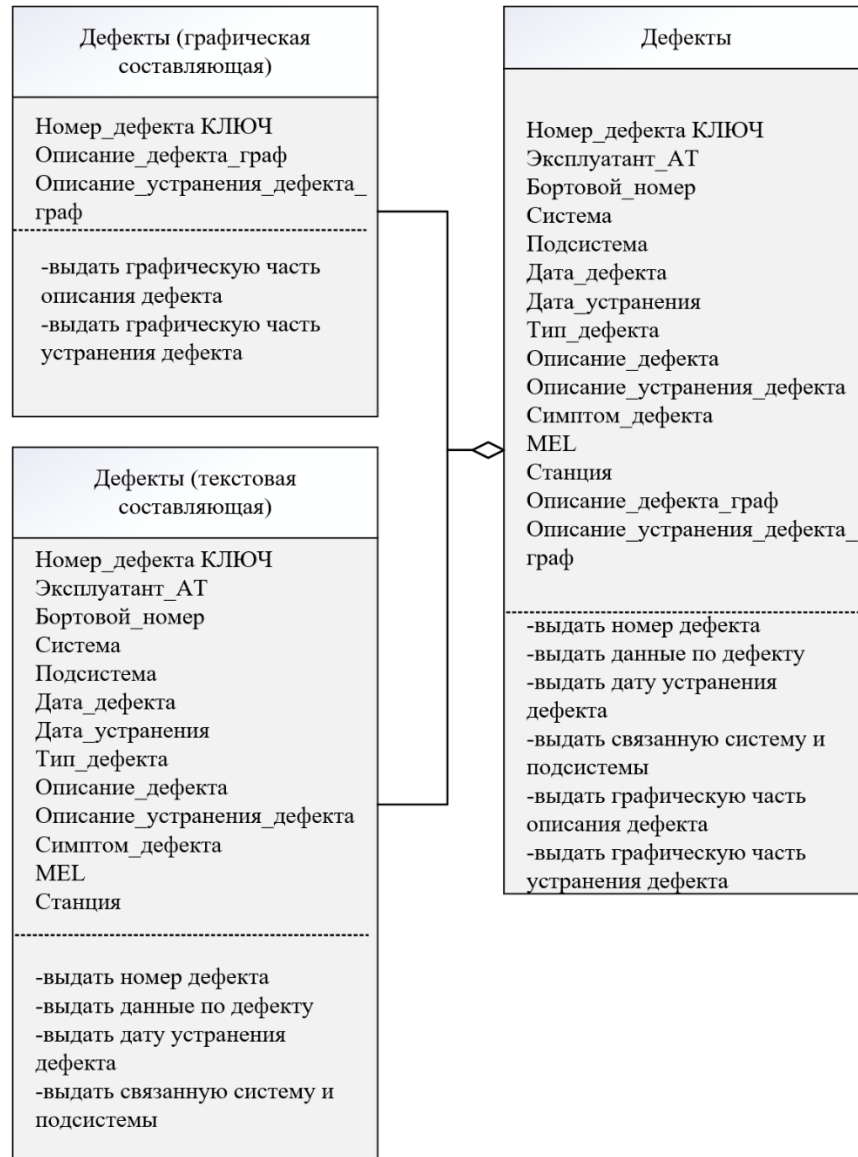 Дефекты (графическая
составляющая)
Номер_дефекта КЛЮЧ
Описание_дефекта_граф
Описание_устранения_дефекта_
граф
-выдать графическую часть
описания дефекта
-выдать графическую часть
устранения дефекта
Дефекты (текстовая
составляющая)
Номер_дефекта КЛЮЧ
Эксплуатант_АТ
Бортовой_номер
Система
Подсистема
Дата_дефекта
Дата_устранения
Тип_дефекта
Описание_дефекта
Описание_устранения_дефекта
Симптом_дефекта
MEL
Станция
-выдать номер дефекта
-выдать данные по дефекту
-выдать дату устранения
дефекта
-выдать связанную систему и
подсистемы
Дефекты
Номер_дефекта КЛЮЧ
Эксплуатант_АТ
Бортовой_номер
Система
Подсистема
Дата_дефекта
Дата_устранения
Тип_дефекта
Описание_дефекта
Описание_устранения_дефекта
Симптом_дефекта
MEL
Станция
Описание_дефекта_граф
Описание_устранения_дефекта_
граф
-выдать номер дефекта
-выдать данные по дефекту
-выдать дату устранения
дефекта
-выдать связанную систему и
подсистемы
-выдать графическую часть
описания дефекта
-выдать графическую часть
устранения дефекта